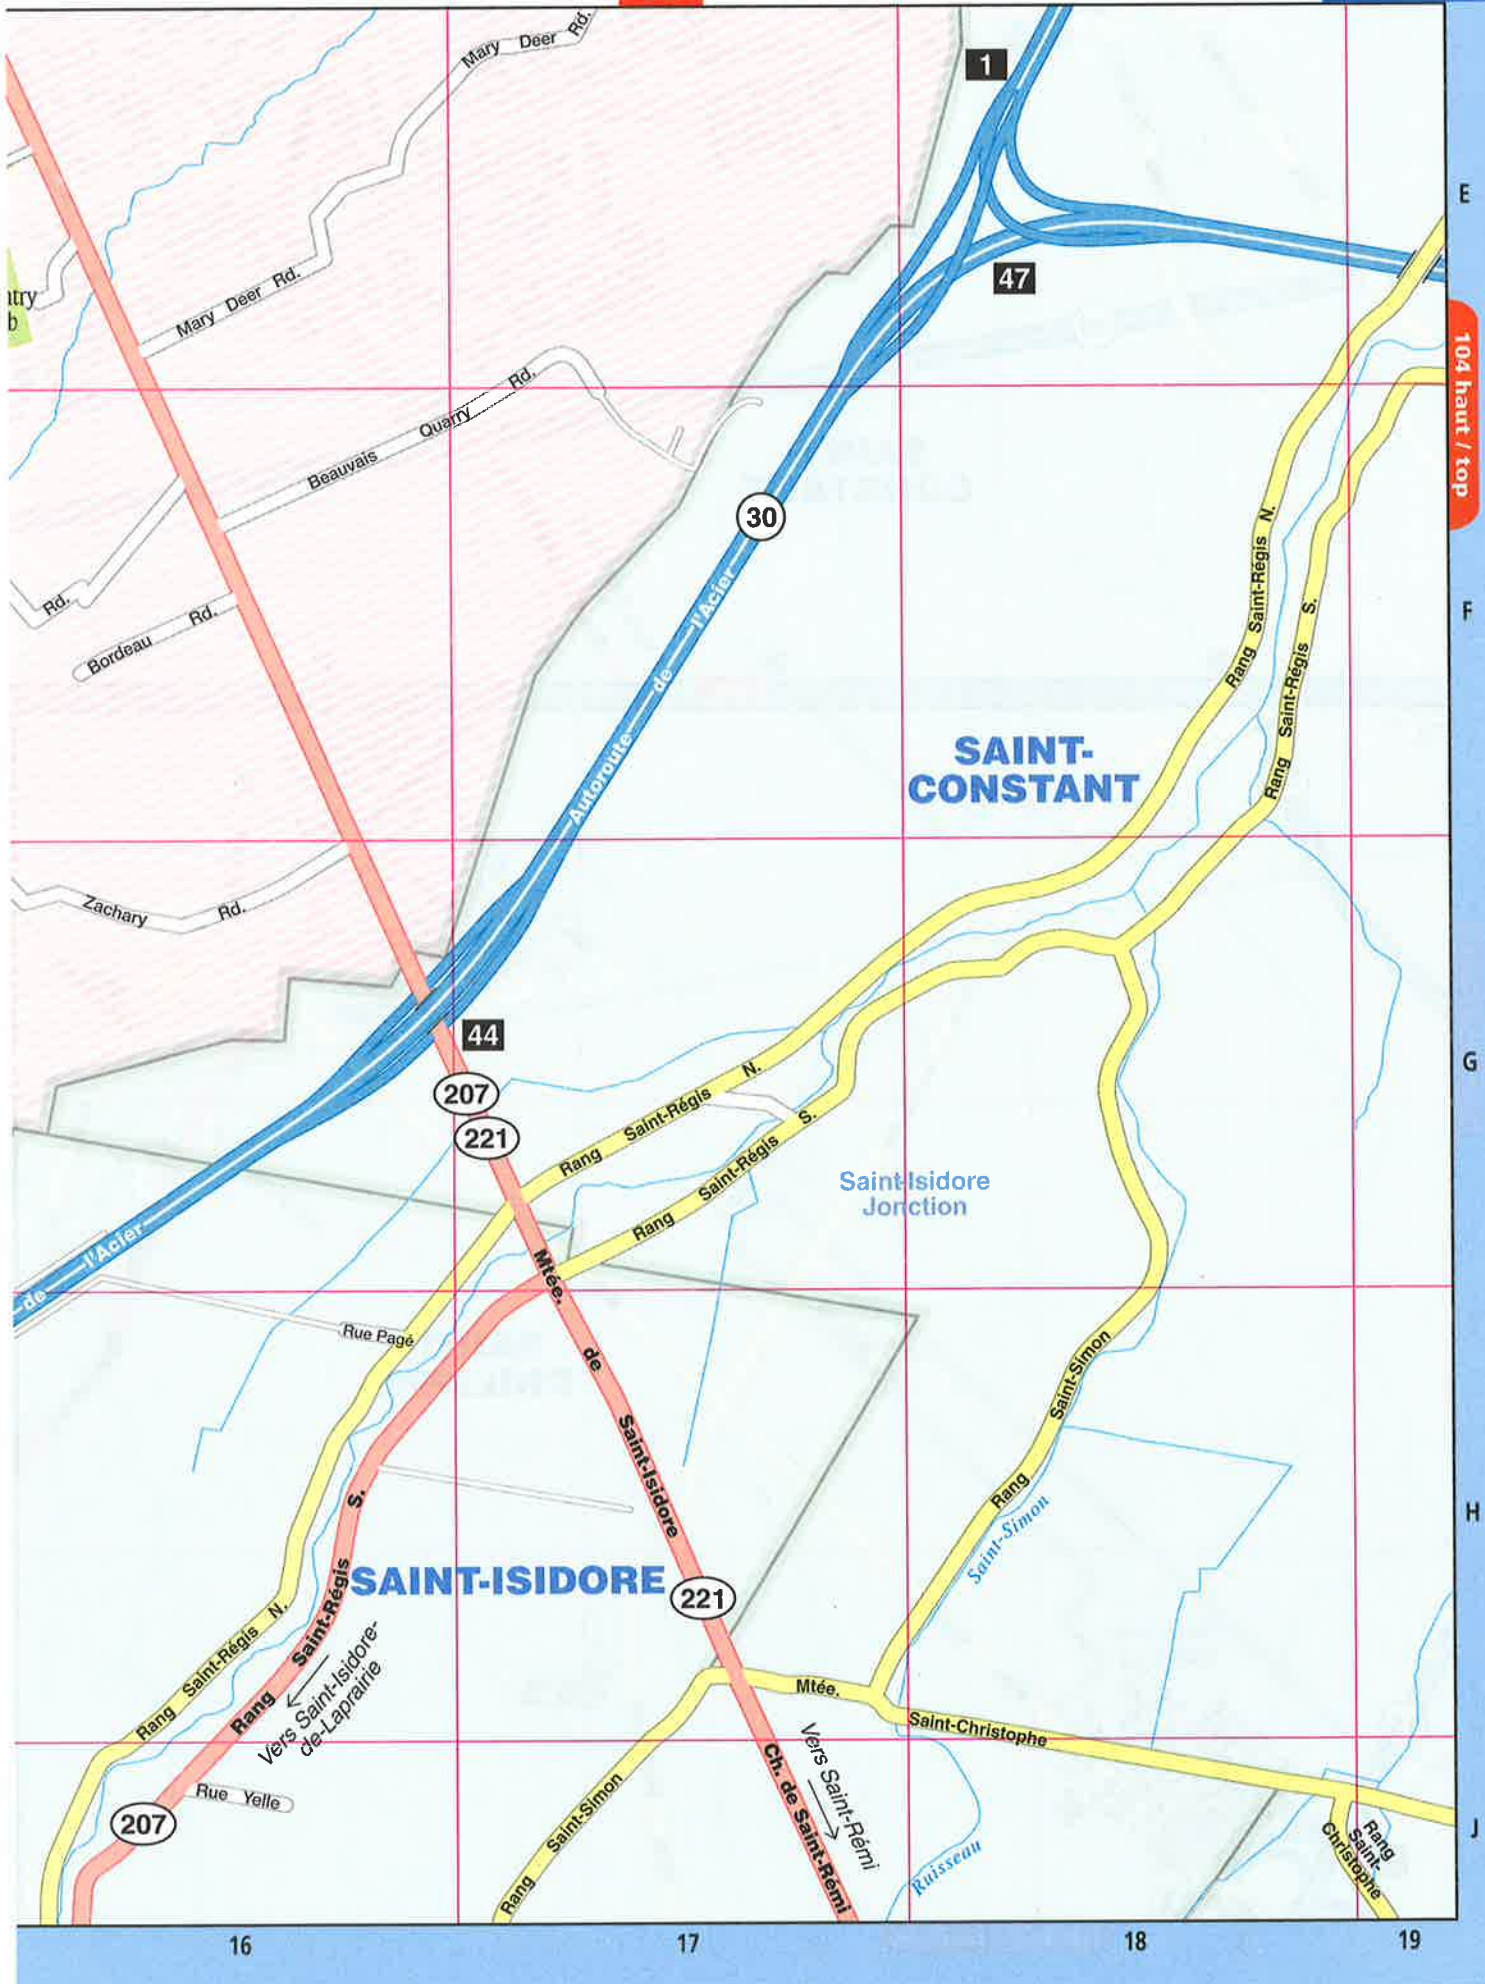 Mary Deer Rd.
1
E
47
ntry
b
Mary Deer Rd.
104 haut / top
Beauvais Quarry Rd.
30
Rd.
Bordeau Rd.
F
Rang Saint-Régis N.
Rang Saint-Régis S.
Autoroute de l'Acier
SAINT-
CONSTANT
Zachary Rd.
44
G
207
221
Rang Saint-Régis N.
Rang Saint-Régis S.
Saint-Isidore
Jonction
de l'Acier
Rue Pagé
Mtée. de Saint-Isidore
Rang Saint-Simon
Saint-Simon
H
SAINT-ISIDORE
221
Rang Saint-Régis N.
Rang Saint-Régis S.
Vers Saint-Isidore-
de-Laprairie
Mtée. Saint-Christophe
Rue Yelle
207
Rang Saint-Simon
Ch. de Saint-Rémi
Vers Saint-Rémi
Ruisseau
Rang
Saint-
Christophe
J
16
17
18
19